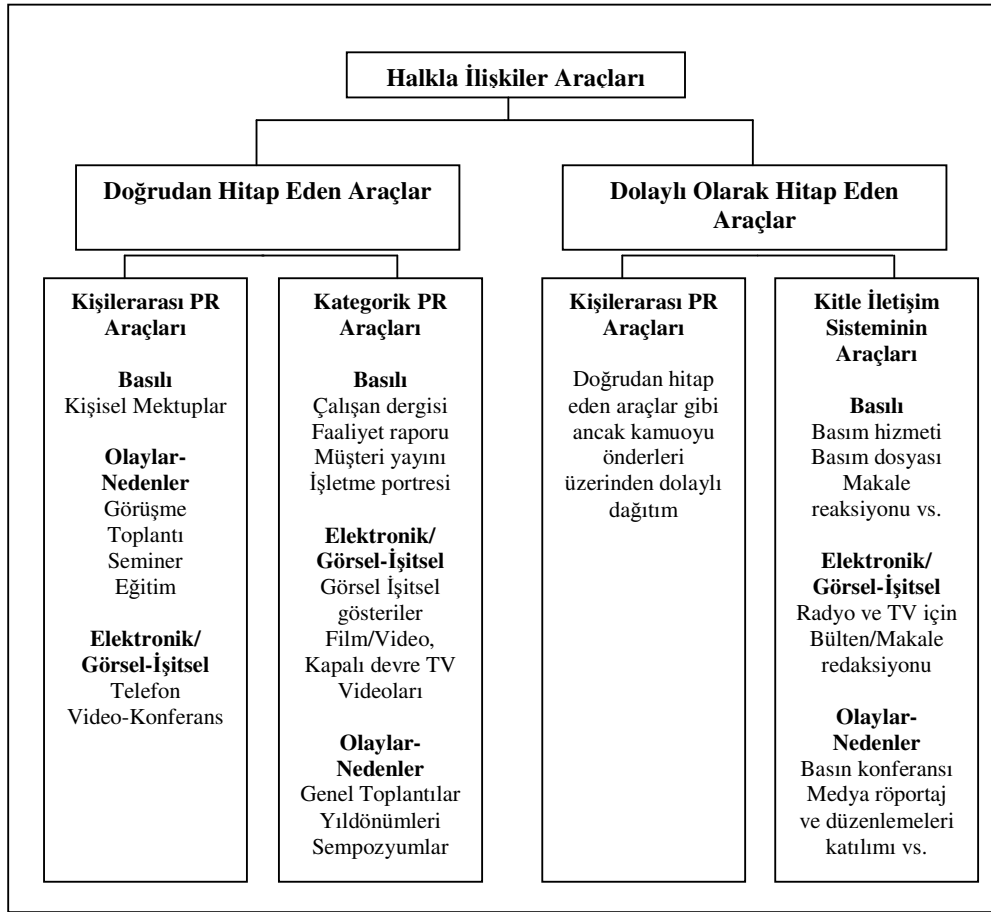 Halkla İlişkiler Araçları
Doğrudan Hitap Eden Araçlar
Dolaylı Olarak Hitap Eden
Araçlar
Kişilerarası PR
Araçları
Basılı
Kişisel Mektuplar
Olaylar-
Nedenler
Görüşme
Toplantı
Seminer
Eğitim
Elektronik/
Görsel-İşitsel
Telefon
Video-Konferans
Kategorik PR
Araçları
Basılı
Çalışan dergisi
Faaliyet raporu
Müşteri yayını
İşletme portresi
Elektronik/
Görsel-İşitsel
Görsel İşitsel
gösteriler
Film/Video,
Kapalı devre TV
Videoları
Olaylar-
Nedenler
Genel Toplantılar
Yıldönümleri
Sempozyumlar
Kişilerarası PR
Araçları
Doğrudan hitap
eden araçlar gibi
ancak kamuoyu
önderleri
üzerinden dolaylı
dağıtım
Kitle İletişim
Sisteminin
Araçları
Basılı
Basım hizmeti
Basım dosyası
Makale
reaksiyonu vs.
Elektronik/
Görsel-İşitsel
Radyo ve TV için
Bülten/Makale
redaksiyonu
Olaylar-
Nedenler
Basın konferansı
Medya röportaj
ve düzenlemeleri
katılımı vs.